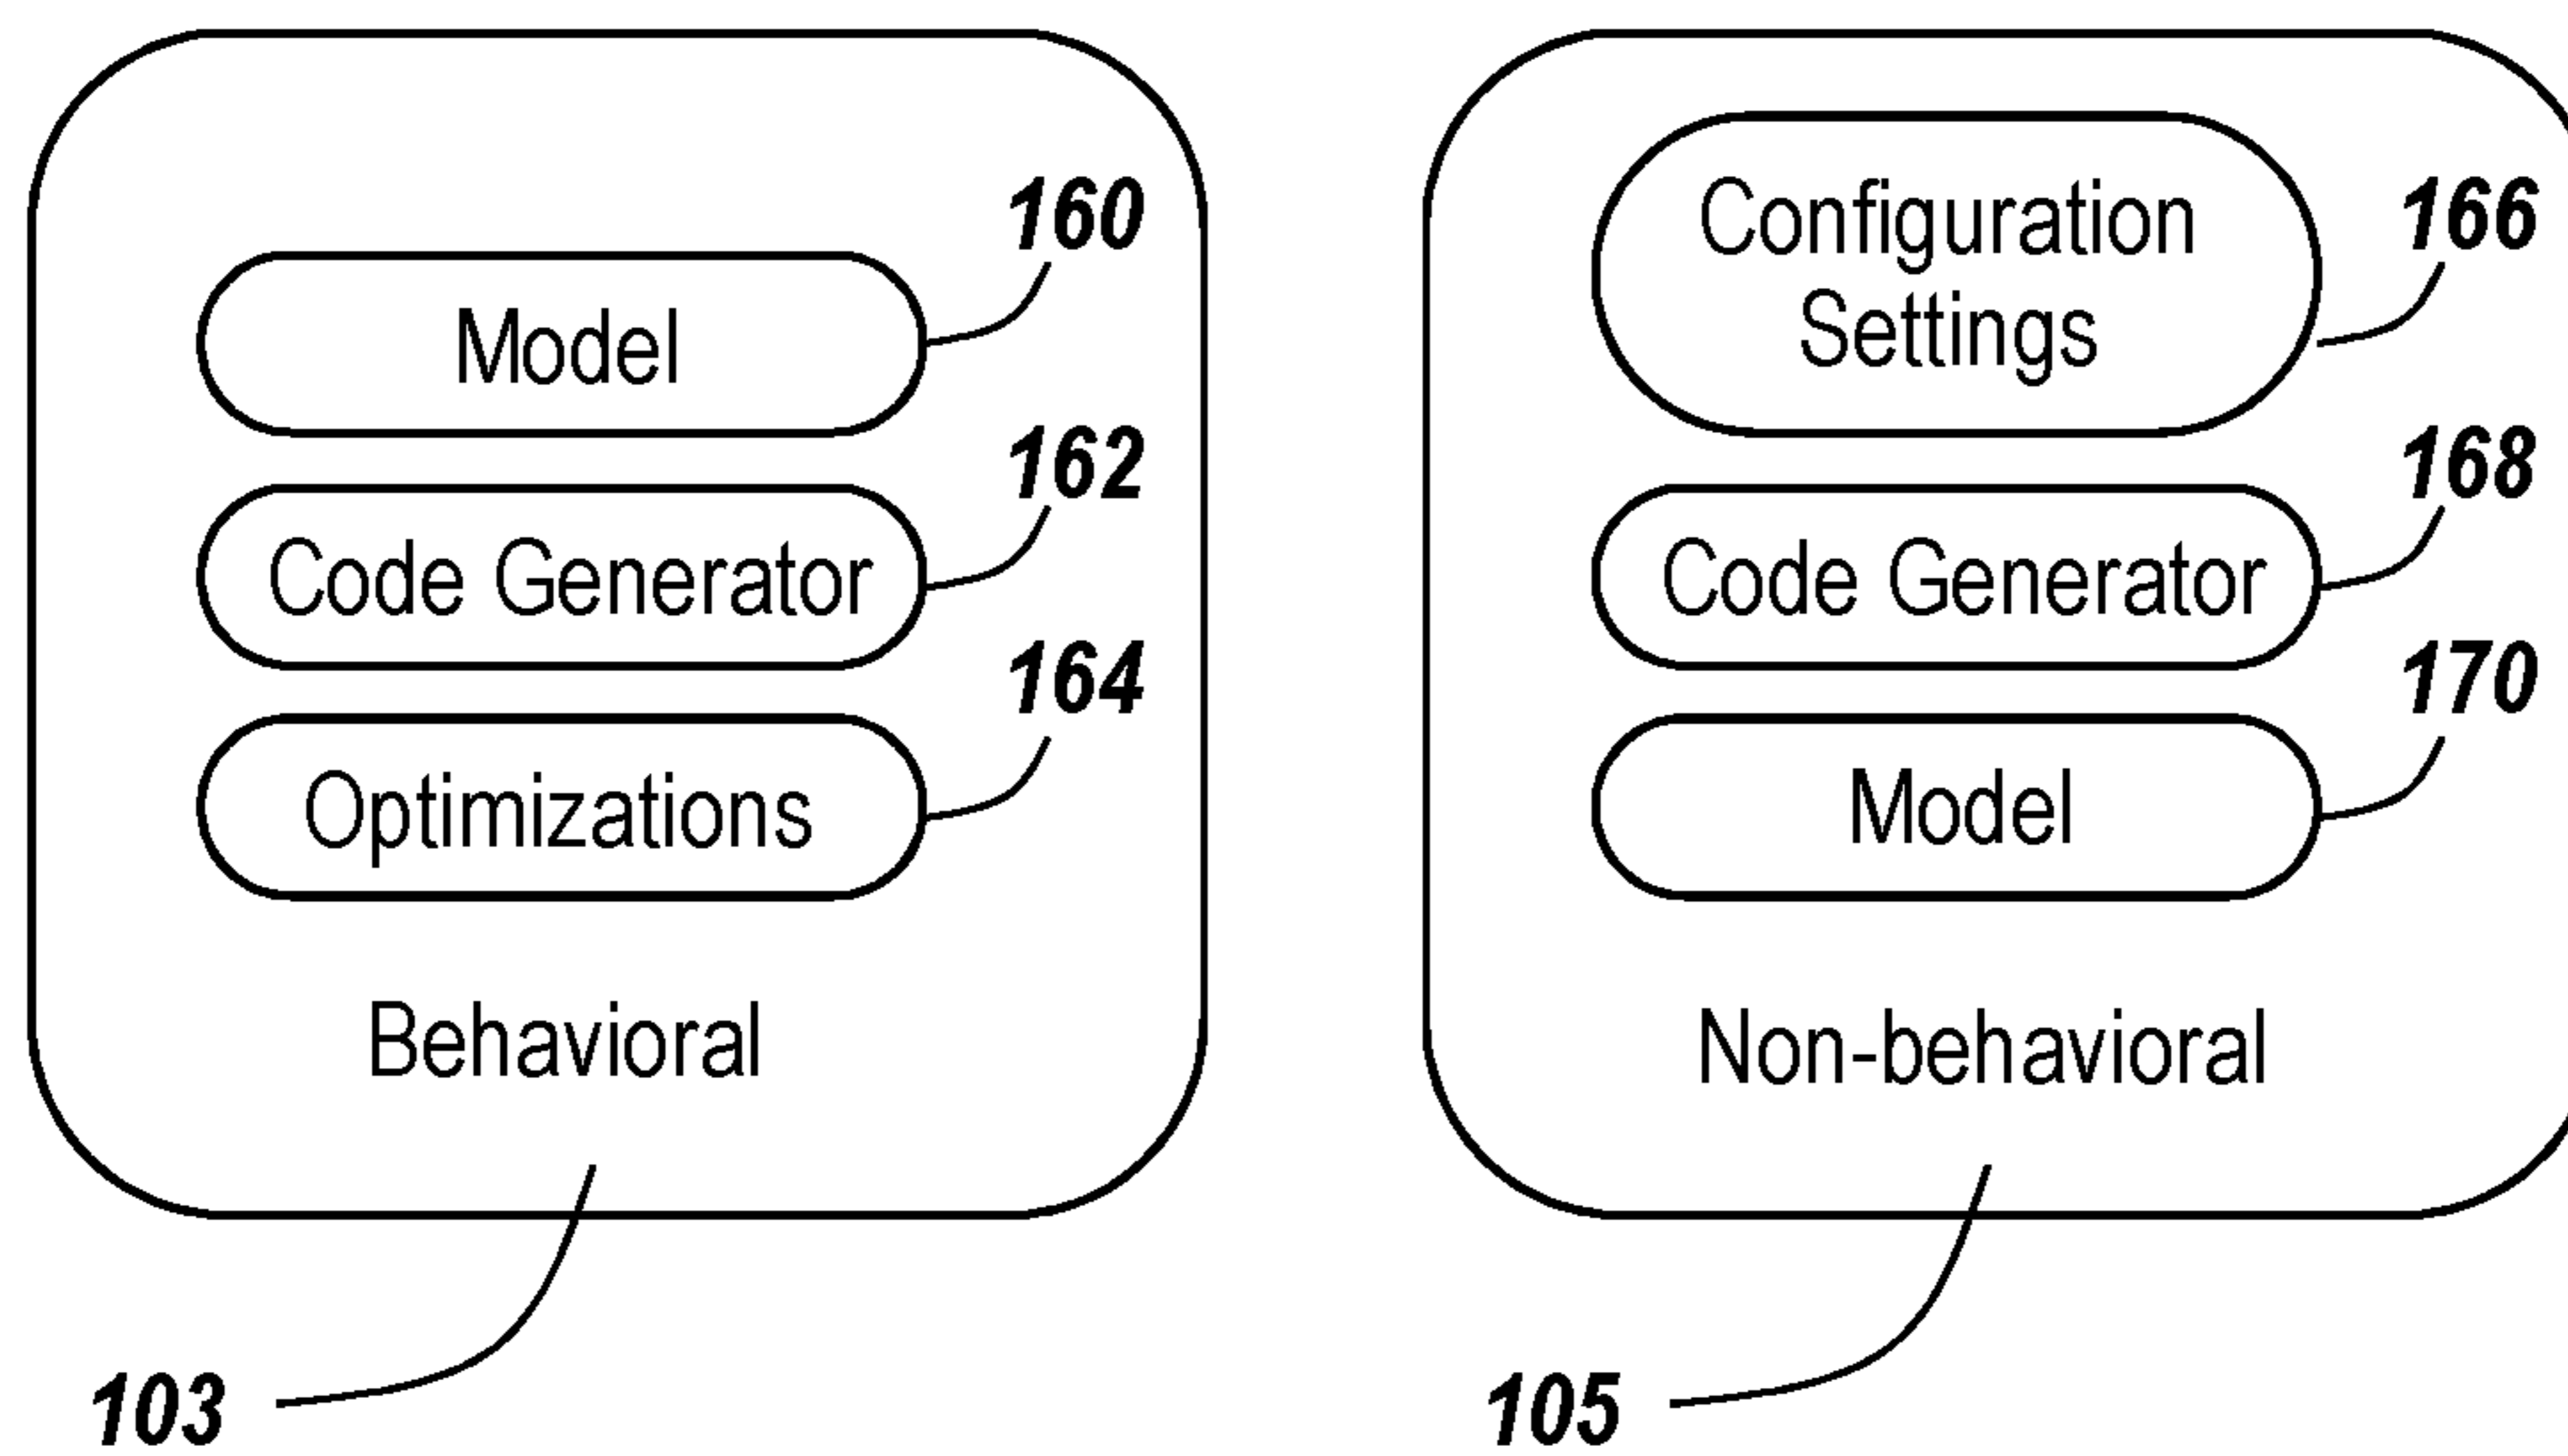 160
Model
162
Code Generator
164
Optimizations
Behavioral
103
Configuration
Settings
166
168
Code Generator
170
Model
Non-behavioral
105